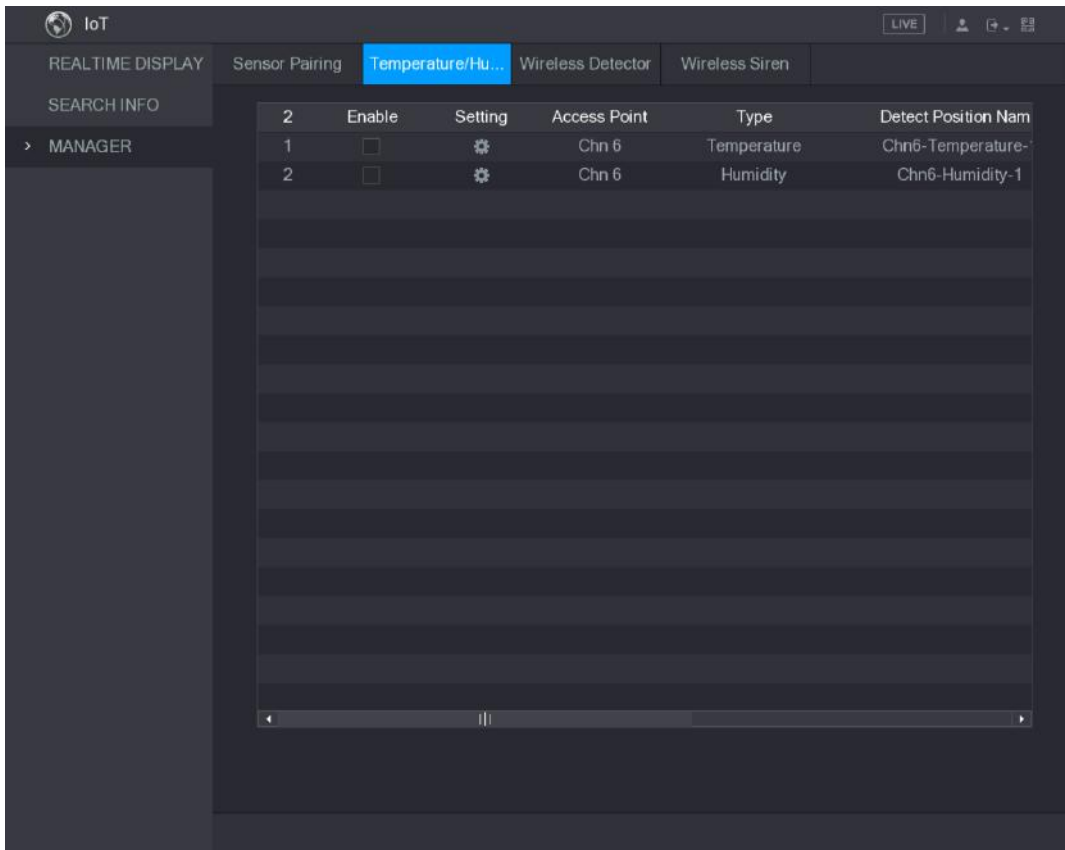 IoT LIVE
REALTIME DISPLAY
SEARCH INFO
> MANAGER
Sensor Pairing Temperature/Hu... Wireless Detector Wireless Siren
2 Enable Setting Access Point Type Detect Position Nam
1 Chn 6 Temperature Chn6-Temperature-
2 Chn 6 Humidity Chn6-Humidity-1